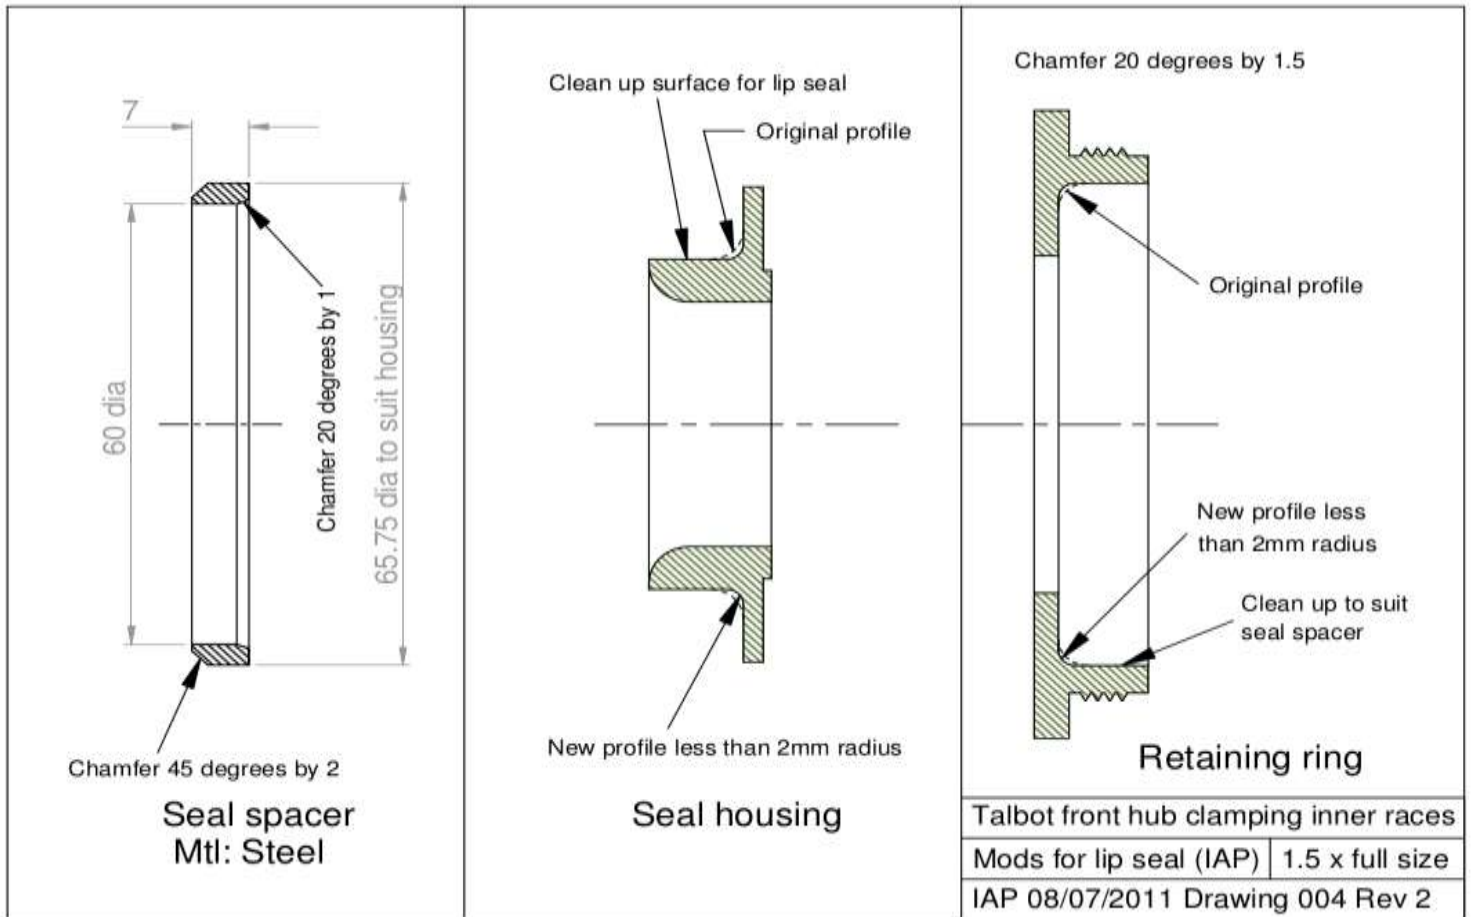 7
60 dia
Chamfer 20 degrees by 1
65.75 dia to suit housing
Chamfer 45 degrees by 2
Seal spacer
Mtl: Steel
Clean up surface for lip seal
Original profile
New profile less than 2mm radius
Seal housing
Chamfer 20 degrees by 1.5
Original profile
New profile less
than 2mm radius
Clean up to suit
seal spacer
Retaining ring
Talbot front hub clamping inner races
Mods for lip seal (IAP) 1.5 x full size
IAP 08/07/2011 Drawing 004 Rev 2